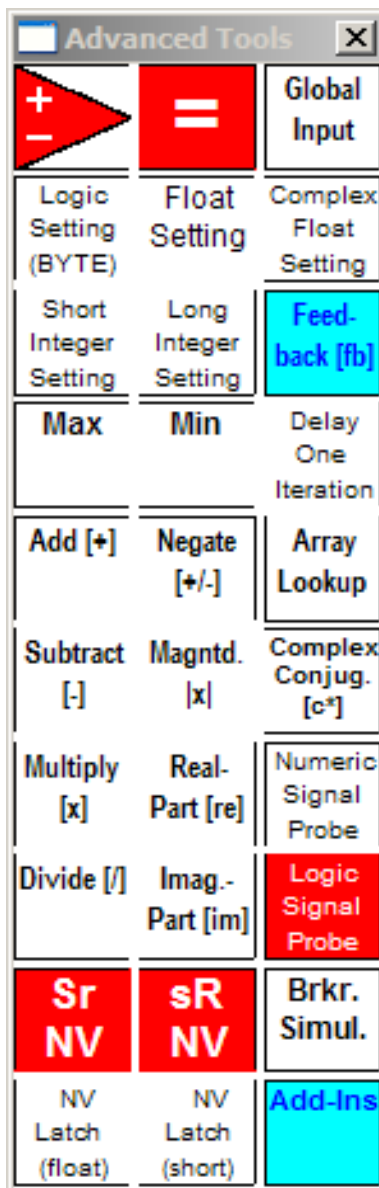 Advanced Tools
+
−
=
Global
Input
Logic
Setting
(BYTE)
Float
Setting
Complex
Float
Setting
Short
Integer
Setting
Long
Integer
Setting
Feed-
back [fb]
Max
Min
Delay
One
Iteration
Add [+]
Negate
[+/-]
Array
Lookup
Subtract
[-]
Magntd.
|x|
Complex
Conjug.
[c*]
Multiply
[x]
Real-
Part [re]
Numeric
Signal
Probe
Divide [/]
Imag.-
Part [im]
Logic
Signal
Probe
Sr
NV
sR
NV
Brkr.
Simul.
NV
Latch
(float)
NV
Latch
(short)
Add-Ins